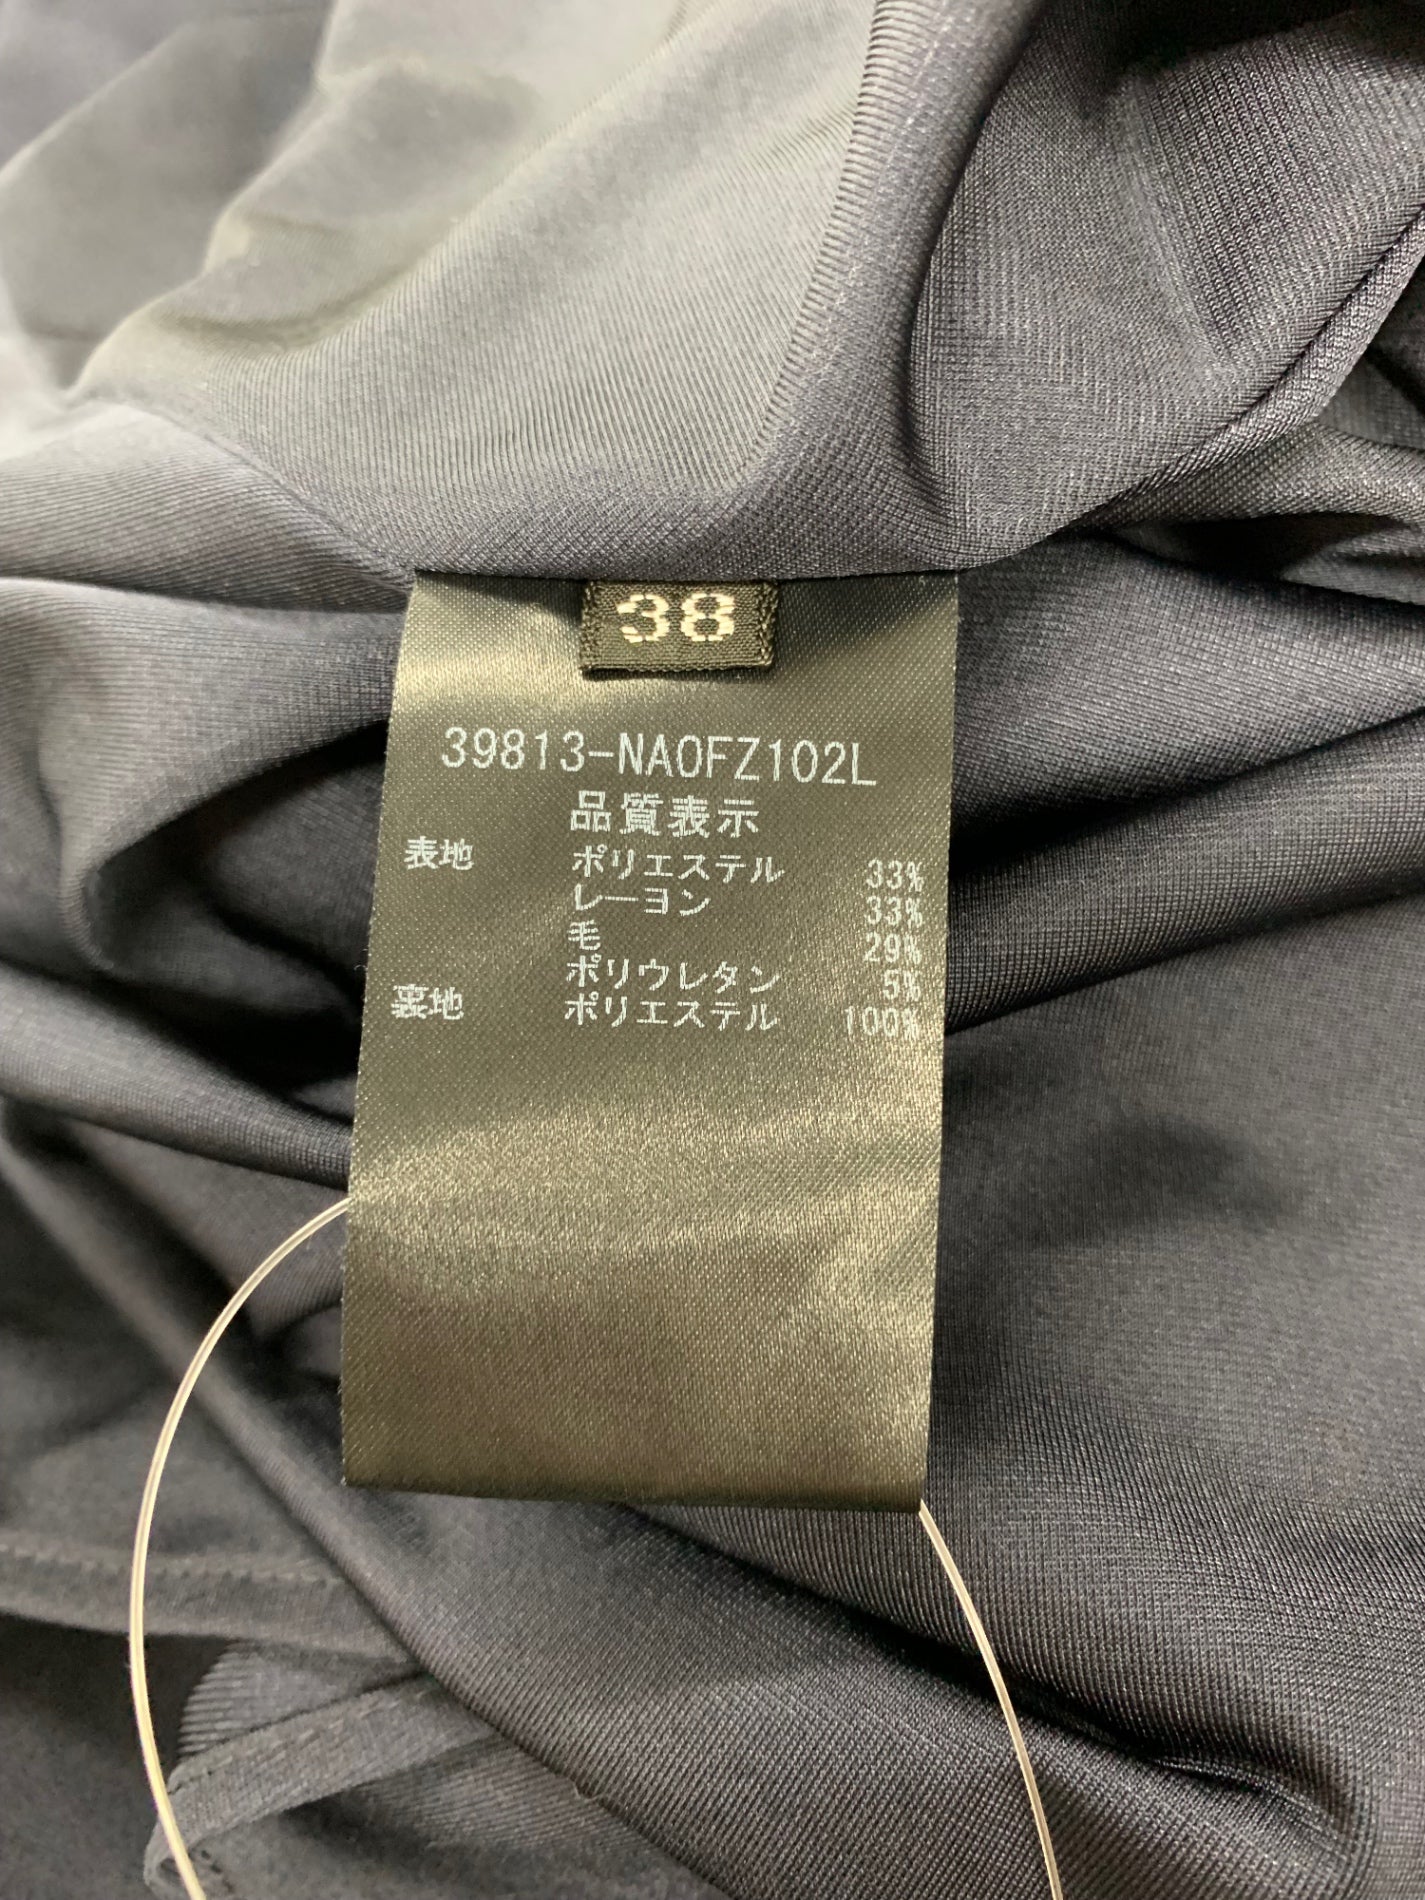 38
39813-NA0FZ102L
品質表示
表地 ポリエステル 33%
レーヨン 33%
毛 29%
ポリウレタン 5%
裏地 ポリエステル 100%